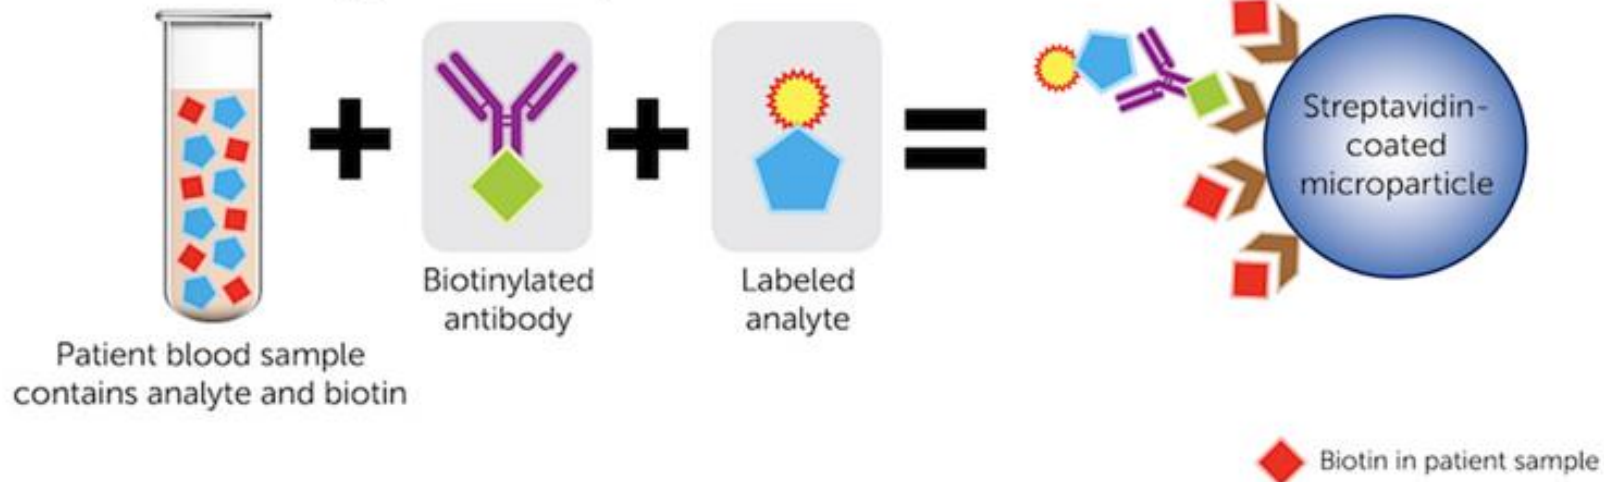 Streptavidin-
coated
microparticle
Biotinylated
antibody
Labeled
analyte
Patient blood sample
contains analyte and biotin
Biotin in patient sample